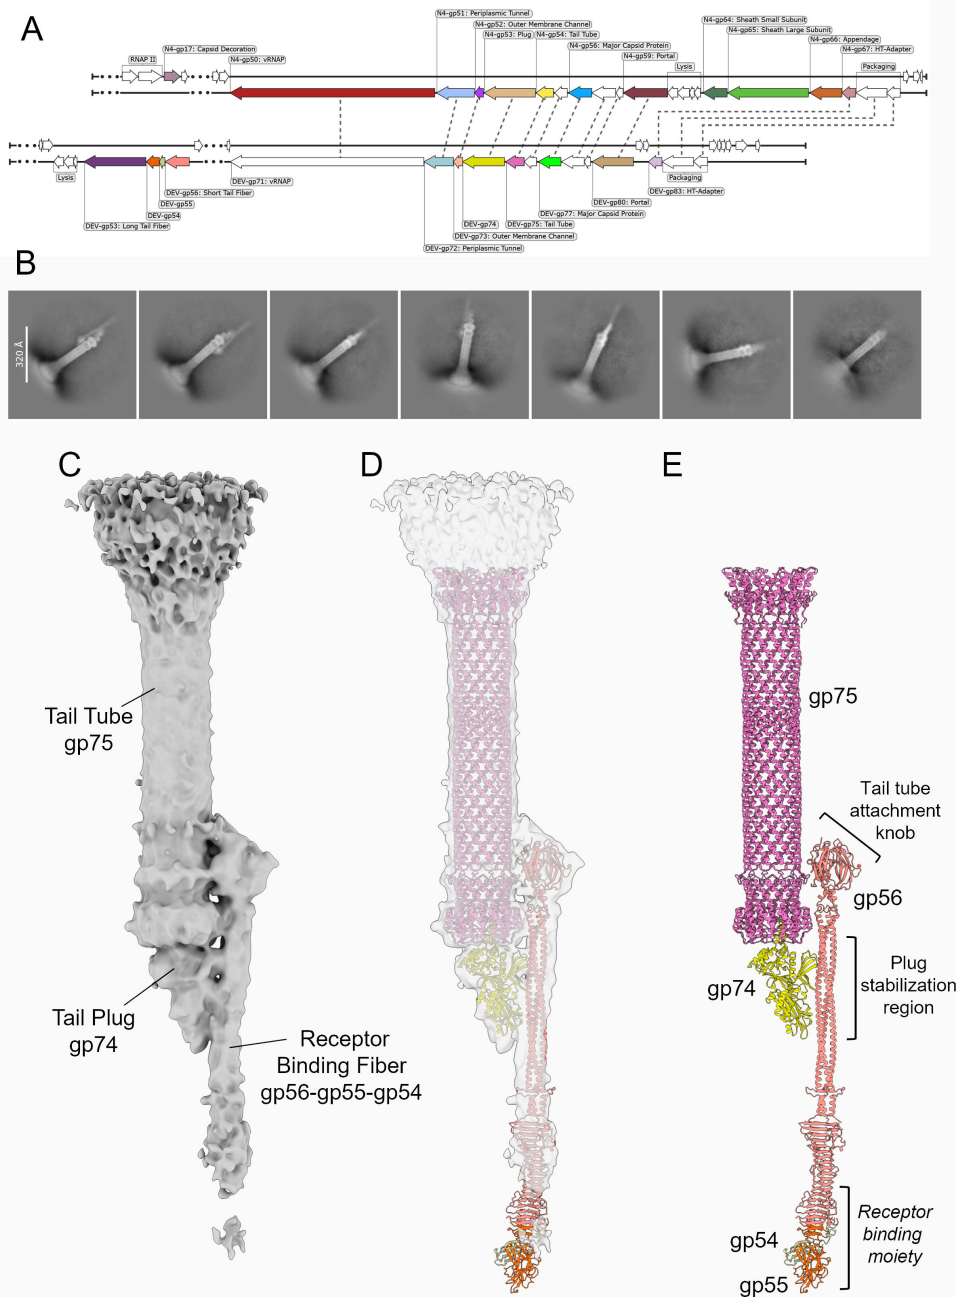 A
N4-gp51: Periplasmic Tunnel
N4-gp52: Outer Membrane Channel
N4-gp53: Plug
N4-gp54: Tail Tube
N4-gp56: Major Capsid Protein
N4-gp59: Portal
N4-gp64: Sheath Small Subunit
N4-gp65: Sheath Large Subunit
N4-gp66: Appendage
N4-gp67: HT-Adapter
N4-gp17: Capsid Decoration
RNAP II
N4-gp50: vRNAP
Lysis
Packaging
Lysis
DEV-gp56: Short Tail Fiber
DEV-gp55
DEV-gp54
DEV-gp53: Long Tail Fiber
DEV-gp71: vRNAP
Packaging
DEV-gp83: HT-Adapter
DEV-gp80: Portal
DEV-gp77: Major Capsid Protein
DEV-gp74
DEV-gp75: Tail Tube
DEV-gp73: Outer Membrane Channel
DEV-gp72: Periplasmic Tunnel
B
320 Å
C
D
E
Tail Tube
gp75
Tail Plug
gp74
Receptor
Binding Fiber
gp56-gp55-gp54
gp75
Tail tube
attachment
knob
gp56
gp74
Plug
stabilization
region
gp54
gp55
Receptor
binding
moiety